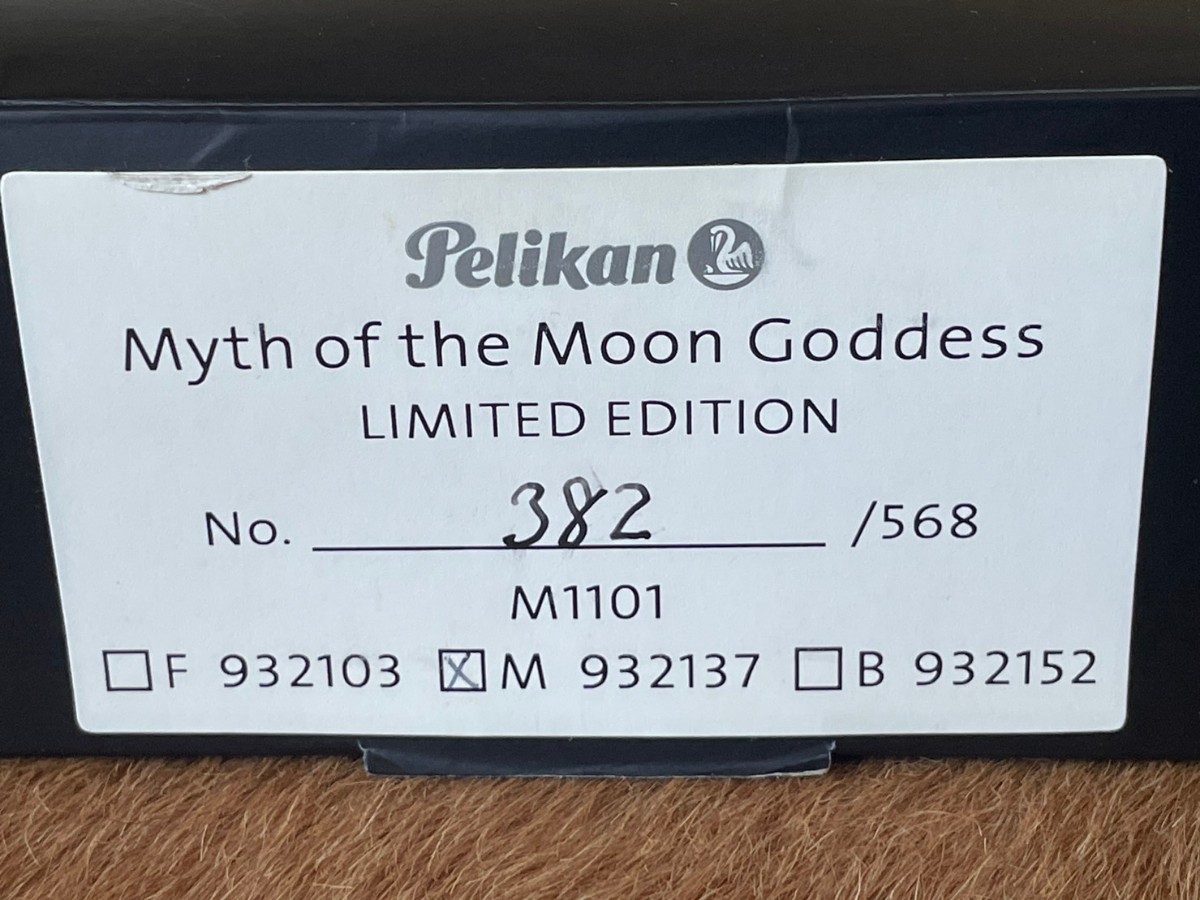 Pelikan
Myth of the Moon Goddess
LIMITED EDITION
No. 382 /568
M1101
☐ F 932103 ☒ M 932137 ☐ B 932152